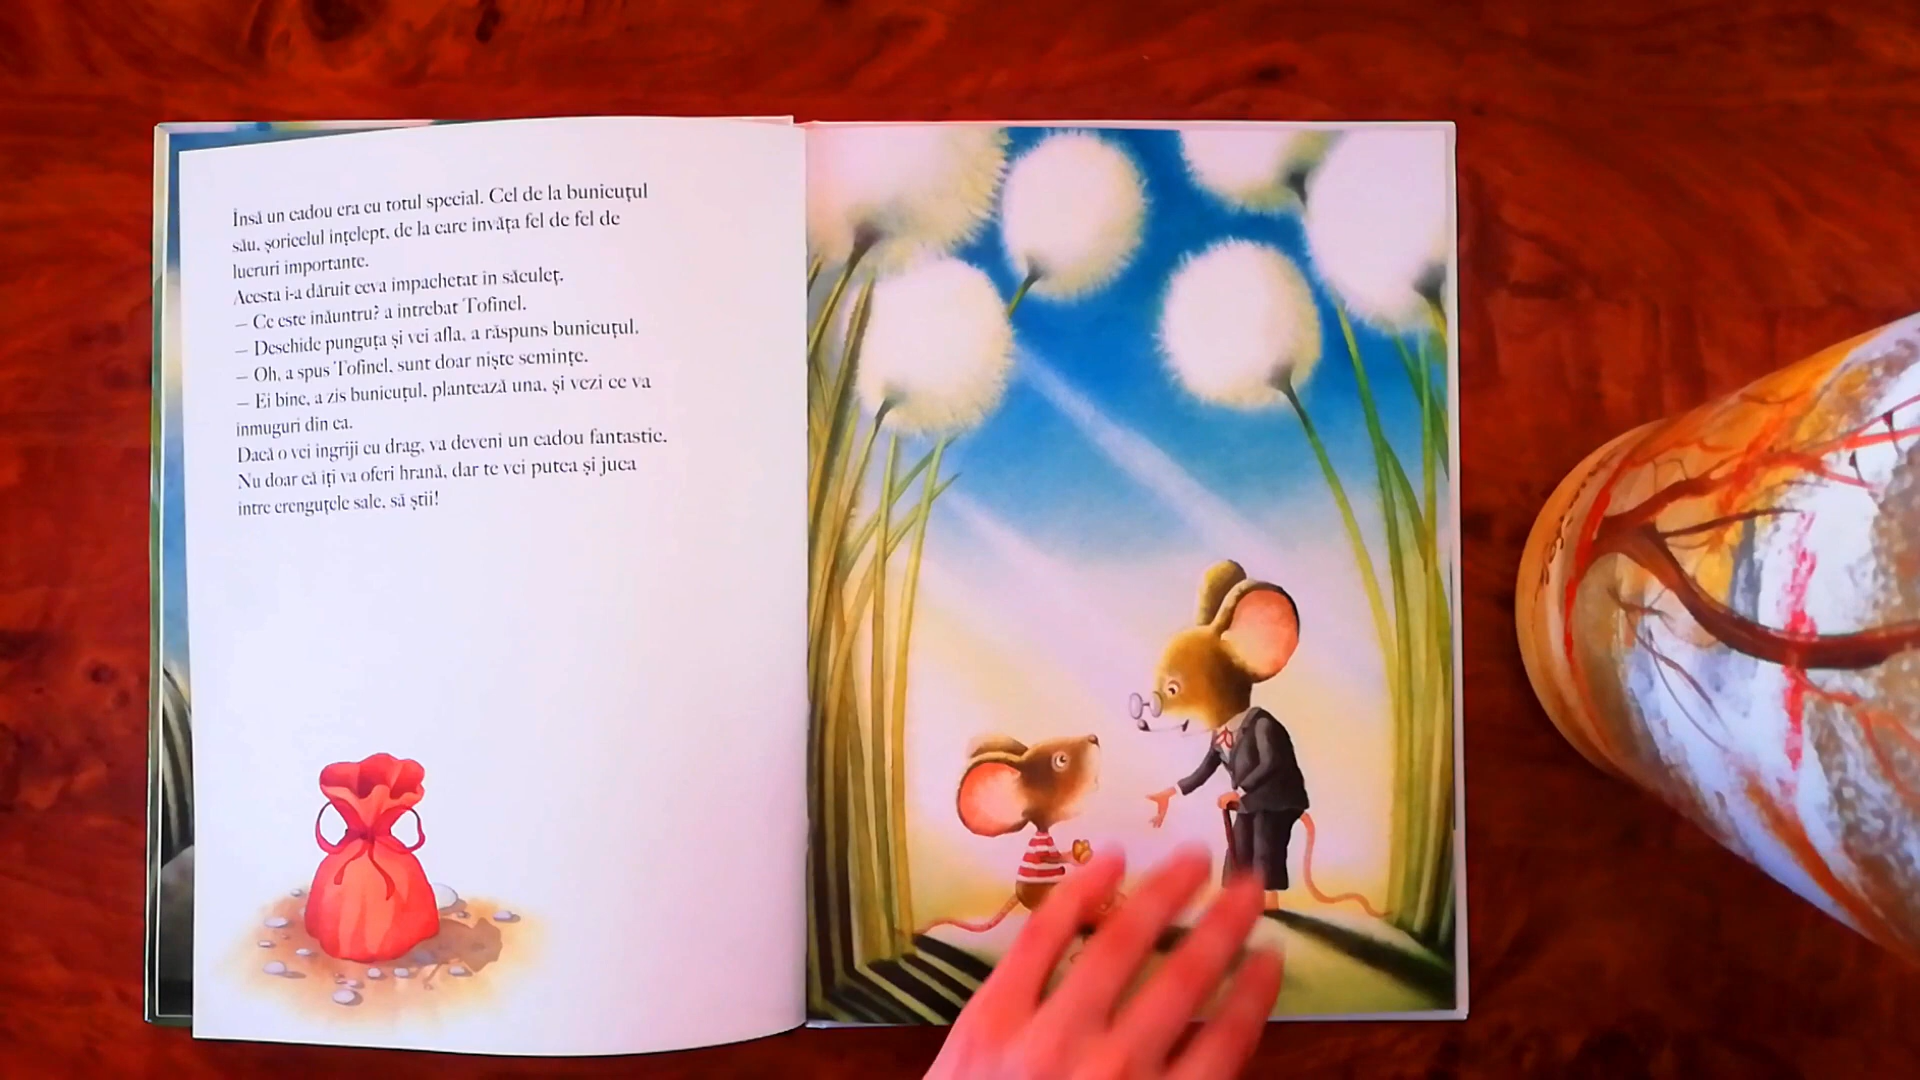 Însă un cadou era cu totul special. Cel de la bunicuțul
său, șoricelul înțelept, de la care învăța fel de fel de
lucruri importante.
Acesta i-a dăruit ceva împachetat în săculeț.
– Ce este înăuntru? a întrebat Tofinel.
– Deschide punguța și vei afla, a răspuns bunicuțul.
– Oh, a spus Tofinel, sunt doar niște semințe.
– Ei bine, a zis bunicuțul, plantează una, și vezi ce va
înmuguri din ea.
Dacă o vei îngriji cu drag, va deveni un cadou fantastic.
Nu doar că îți va oferi hrană, dar te vei putea și juca
între crenguțele sale, să știi!